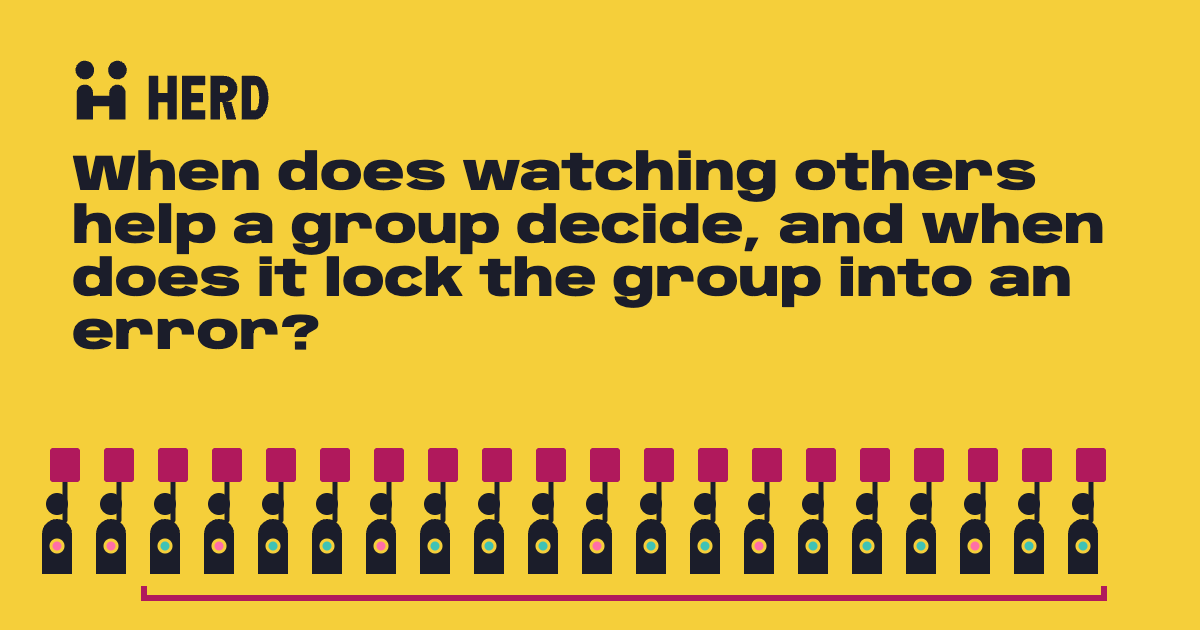 HERD
When does watching others
help a group decide, and when
does it lock the group into an
error?